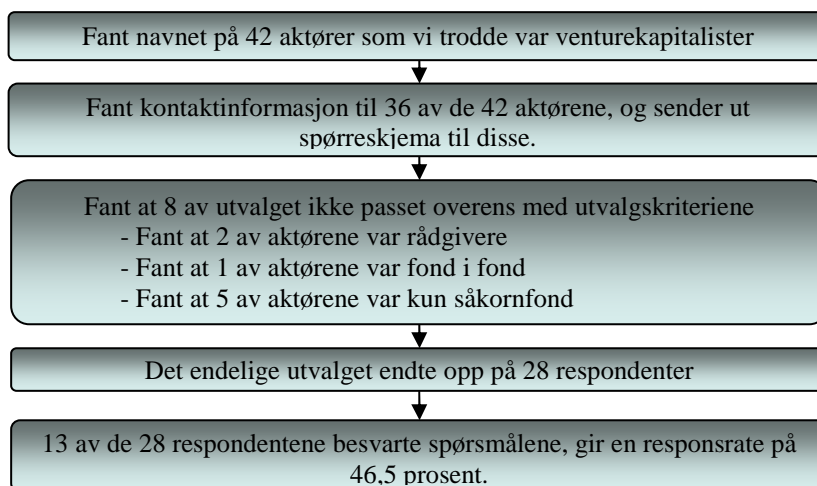 Fant navnet på 42 aktører som vi trodde var venturekapitalister
Fant kontaktinformasjon til 36 av de 42 aktørene, og sender ut
spørreskjema til disse.
Fant at 8 av utvalget ikke passet overens med utvalgskriteriene
- Fant at 2 av aktørene var rådgivere
- Fant at 1 av aktørene var fond i fond
- Fant at 5 av aktørene var kun såkornfond
Det endelige utvalget endte opp på 28 respondenter
13 av de 28 respondentene besvarte spørsmålene, gir en responsrate på
46,5 prosent.